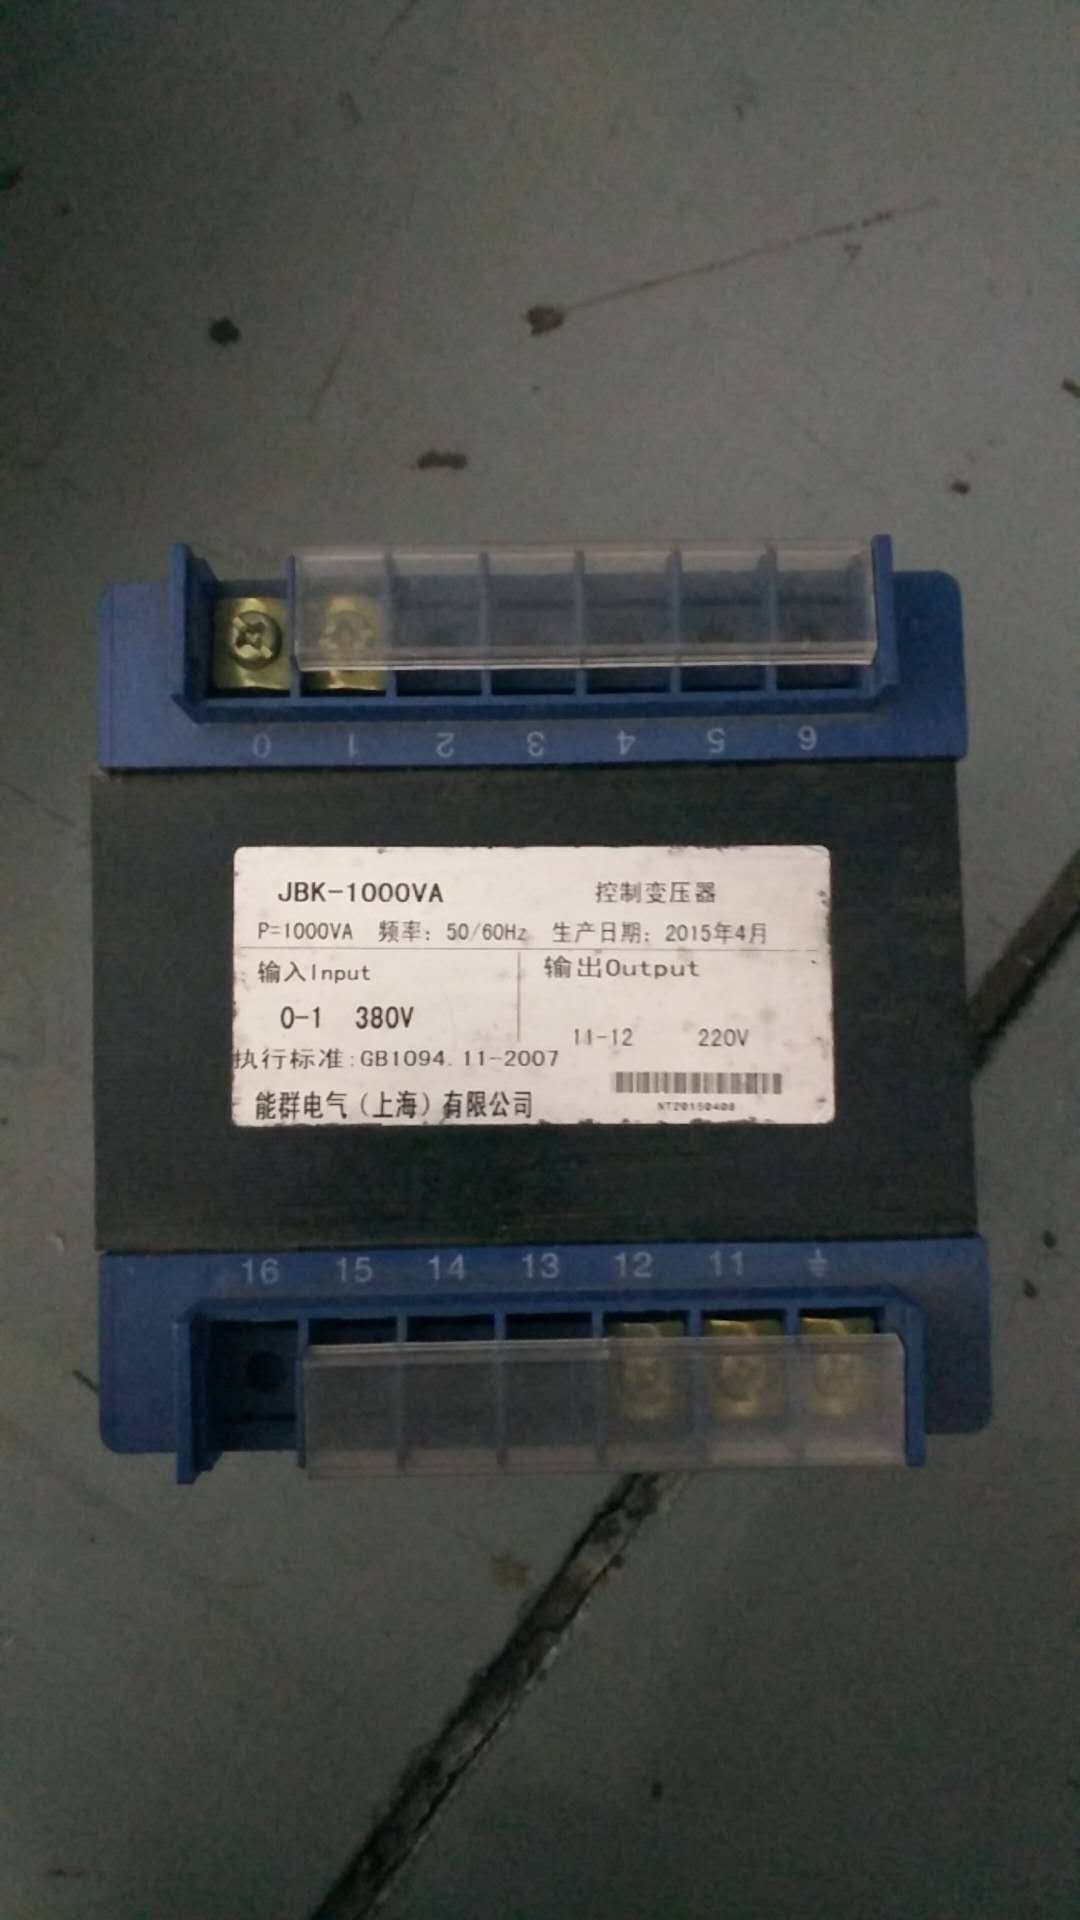 0 1 2 3 4 5 6
JBK-1000VA 控制变压器
P=1000VA 频率: 50/60Hz 生产日期: 2015年4月
输入Input 输出Output
0-1 380V
11-12 220V
执行标准:GB1094.11-2007
能群电气(上海)有限公司
NT20150408
16 15 14 13 12 11 ⏚